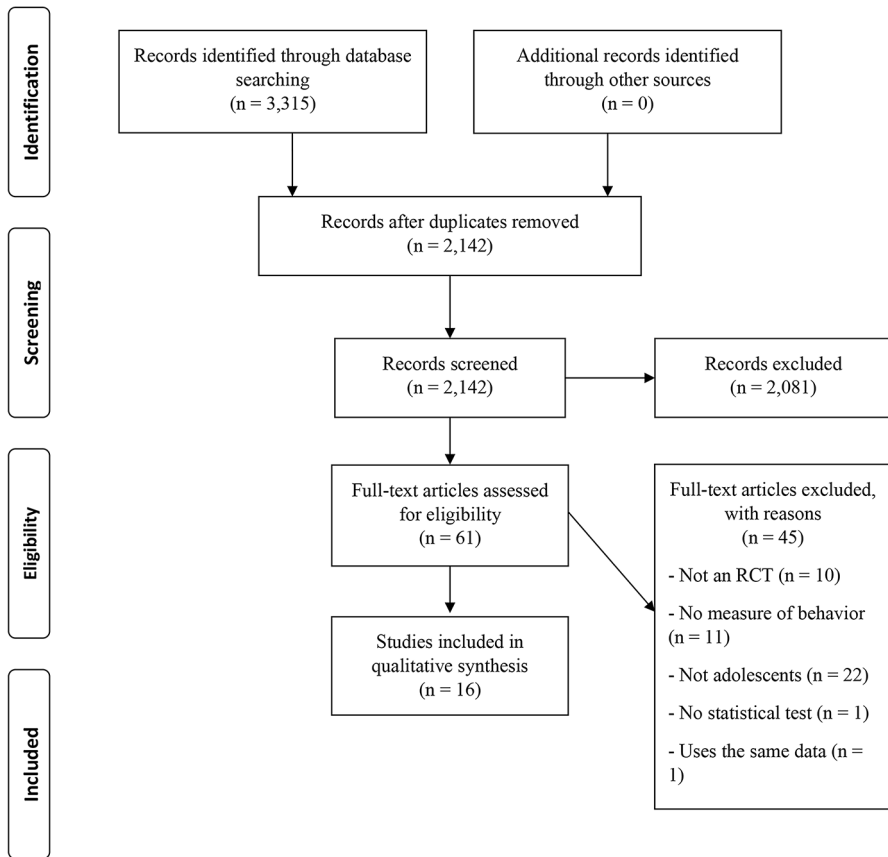 Identification
Records identified through database
searching
(n = 3,315)
Additional records identified
through other sources
(n = 0)
Records after duplicates removed
(n = 2,142)
Screening
Records screened
(n = 2,142)
Records excluded
(n = 2,081)
Eligibility
Full-text articles assessed
for eligibility
(n = 61)
Full-text articles excluded,
with reasons
(n = 45)
- Not an RCT (n = 10)
- No measure of behavior
(n = 11)
- Not adolescents (n = 22)
- No statistical test (n = 1)
- Uses the same data (n =
1)
Included
Studies included in
qualitative synthesis
(n = 16)